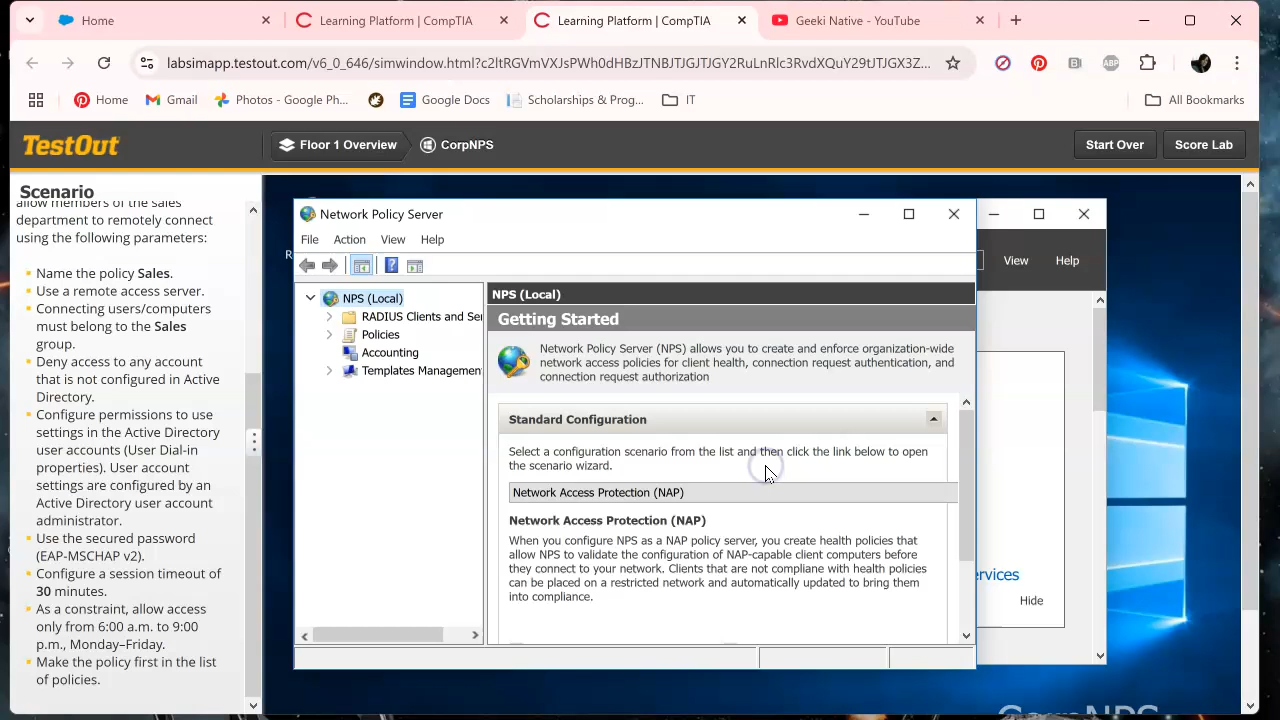 Home
Learning Platform | CompTIA
Learning Platform | CompTIA
Geeki Native - YouTube
labsimapp.testout.com/v6_0_646/simwindow.html?c2ltRGVmVXJsPWh0dHBzJTNBJTJGJTJGY2RuLnRlc3RvdXQuY29tJTJGX3Z...
Home
Gmail
Photos - Google Ph...
Google Docs
Scholarships & Prog...
IT
All Bookmarks
TestOut
Floor 1 Overview
CorpNPS
Start Over
Score Lab
Scenario
allow members of the sales
department to remotely connect
using the following parameters:
Name the policy Sales.
Use a remote access server.
Connecting users/computers
must belong to the Sales
group.
Deny access to any account
that is not configured in Active
Directory.
Configure permissions to use
settings in the Active Directory
user accounts (User Dial-in
properties). User account
settings are configured by an
Active Directory user account
administrator.
Use the secured password
(EAP-MSCHAP v2).
Configure a session timeout of
30 minutes.
As a constraint, allow access
only from 6:00 a.m. to 9:00
p.m., Monday–Friday.
Make the policy first in the list
of policies.
Network Policy Server
File Action View Help
NPS (Local)
RADIUS Clients and Ser
Policies
Accounting
Templates Managemen
NPS (Local)
Getting Started
Network Policy Server (NPS) allows you to create and enforce organization-wide
network access policies for client health, connection request authentication, and
connection request authorization
Standard Configuration
Select a configuration scenario from the list and then click the link below to open
the scenario wizard.
Network Access Protection (NAP)
Network Access Protection (NAP)
When you configure NPS as a NAP policy server, you create health policies that
allow NPS to validate the configuration of NAP-capable client computers before
they connect to your network. Clients that are not compliance with health policies
can be placed on a restricted network and automatically updated to bring them
into compliance.
View
Help
ervices
Hide
R
ABP
CorpNPS